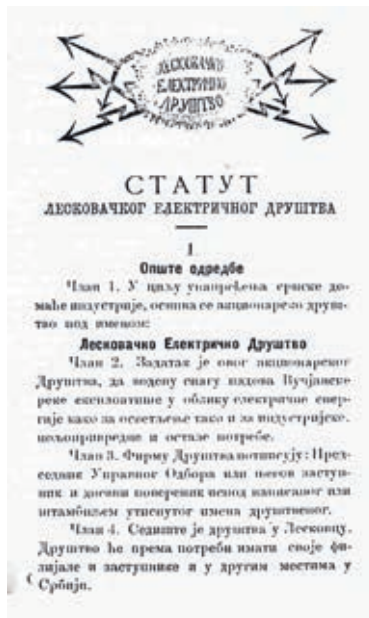 ЛЕСКОВАЧКО
ЕЛЕКТРИЧНО
ДРУШТВО
СТАТУТ
ЛЕСКОВАЧКОГ ЕЛЕКТРИЧНОГ ДРУШТВА
I
Опште одредбе
Члан 1. У циљу унапређења српске до-
маће индустрије, оснива се акционарско друш-
тво под именом:
Лесковачко Електрично Друштво
Члан 2. Задатак је овог акционарског
Друштва, да водену снагу падова Вучјанске
реке експлоатише у облику електричне енер-
гије како за осветљење тако и за индустријске,
пољопривредне и остале потребе.
Члан 3. Фирму Друштва потписују: Пред-
седник Управног Одбора или његов заступ-
ник и двени повереник испод написаног или
штамбиљем утиснутог имена друштвеног.
Члан 4. Седиште је друштва у Лесковцу.
Друштво ће према потреби имати своје фи-
лијале и заступнике и у другим местима у
Србији.